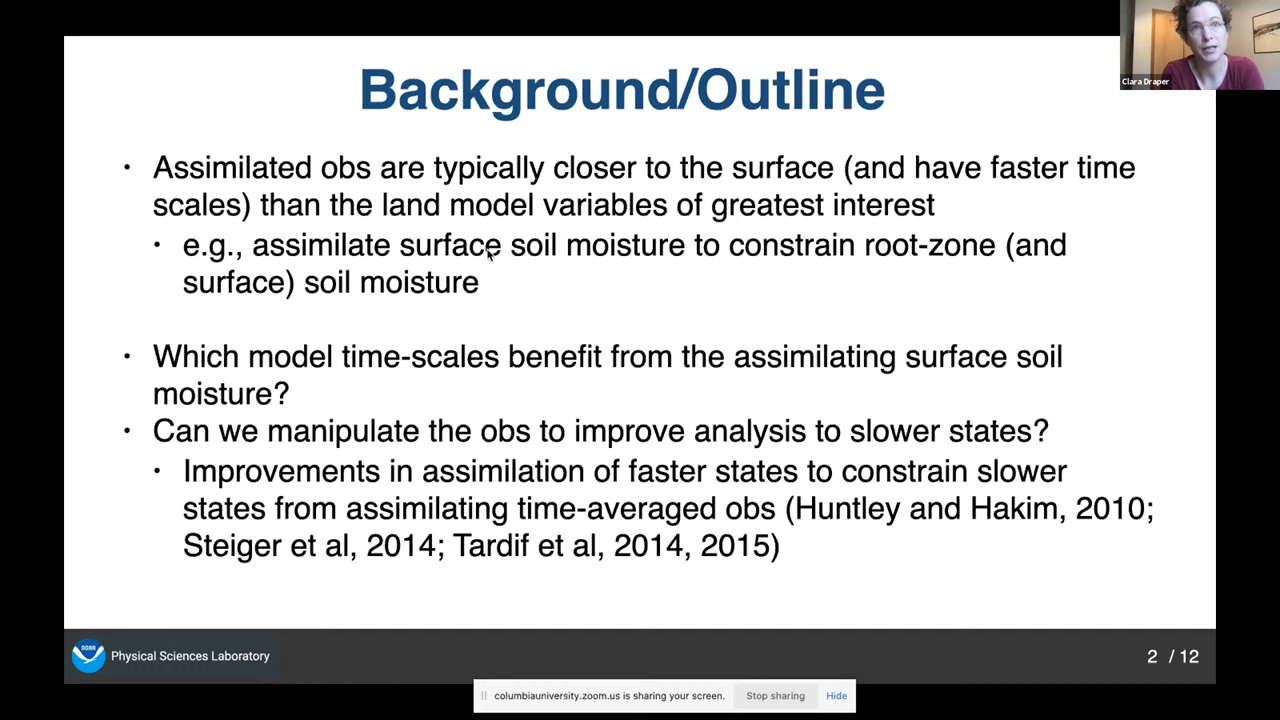 Background/Outline
Clara Draper
• Assimilated obs are typically closer to the surface (and have faster time
scales) than the land model variables of greatest interest
• e.g., assimilate surface soil moisture to constrain root-zone (and
surface) soil moisture
• Which model time-scales benefit from the assimilating surface soil
moisture?
• Can we manipulate the obs to improve analysis to slower states?
• Improvements in assimilation of faster states to constrain slower
states from assimilating time-averaged obs (Huntley and Hakim, 2010;
Steiger et al, 2014; Tardif et al, 2014, 2015)
NOAA
Physical Sciences Laboratory
2 / 12
columbiauniversity.zoom.us is sharing your screen.
Stop sharing
Hide